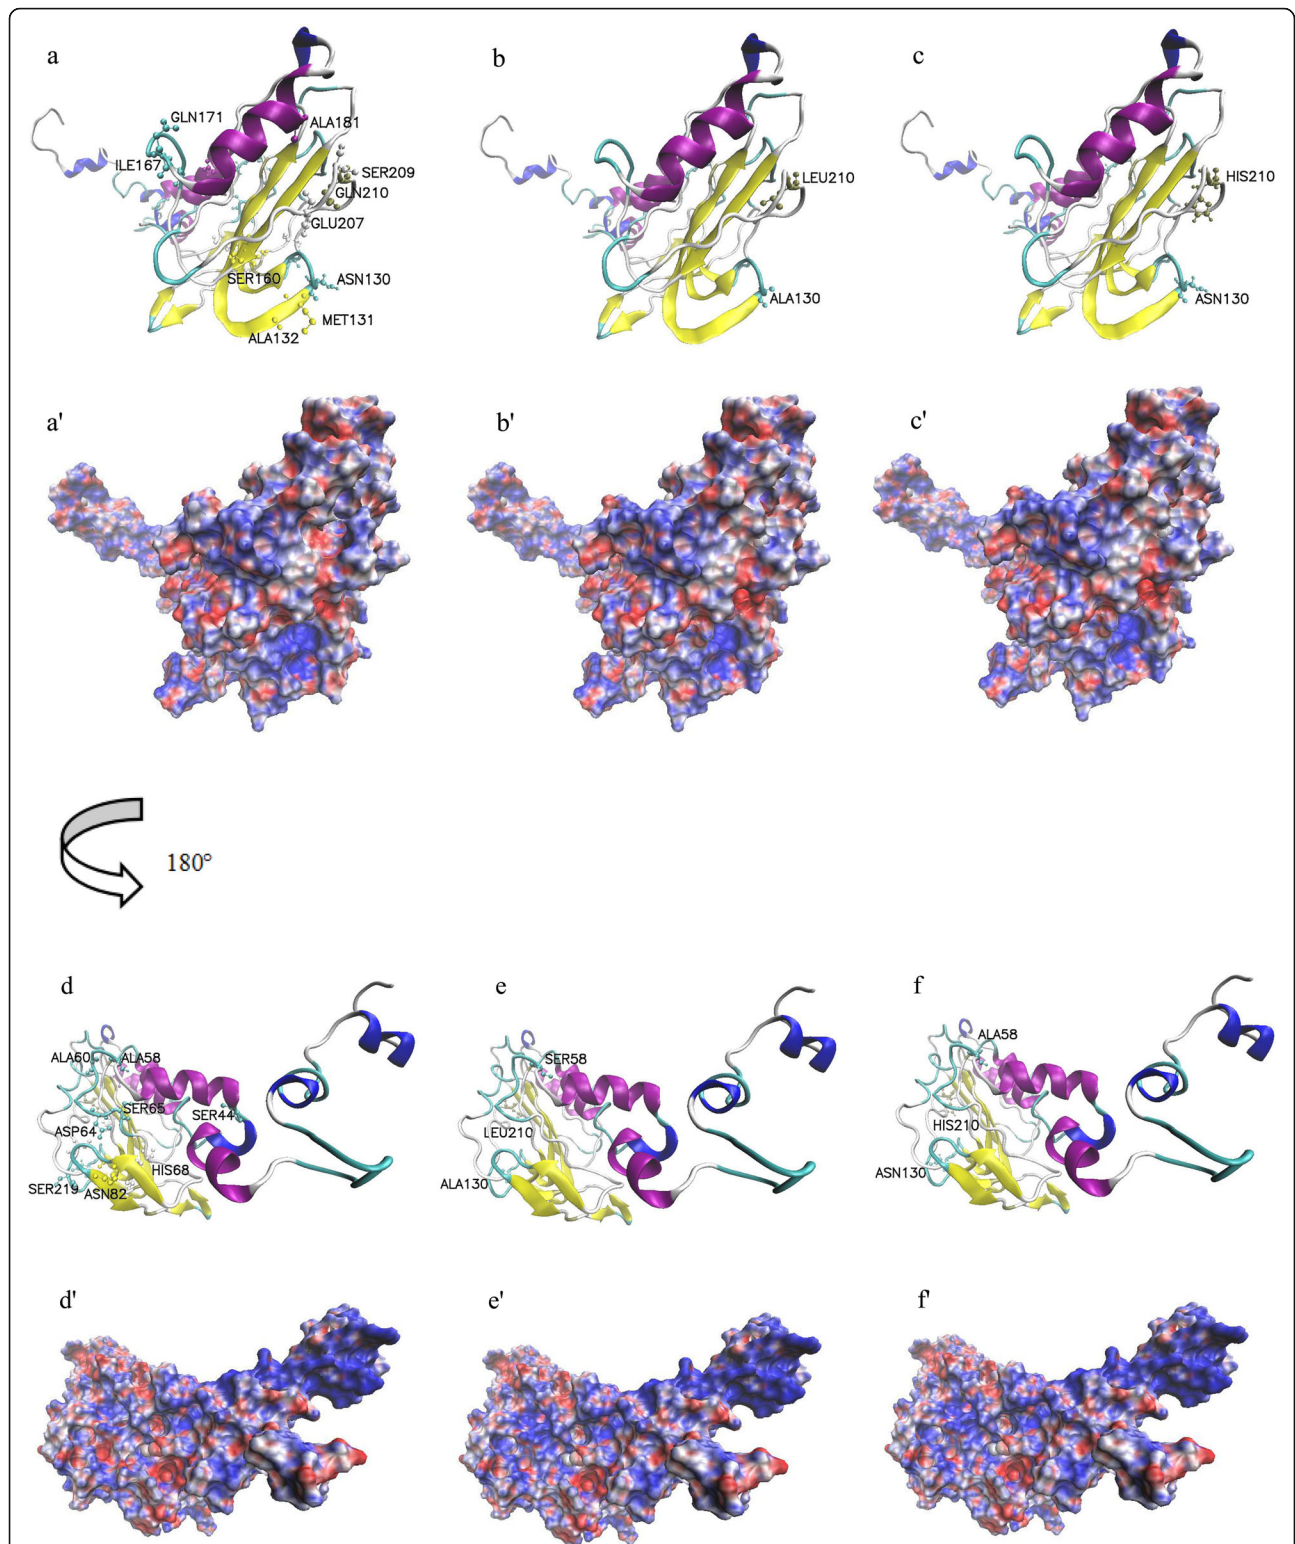 a
b
c
GLN171
ALA181
ILE167
SER209
GLN210
GLU207
SER160
ASN130
MET131
ALA132
LEU210
ALA130
HIS210
ASN130
a'
b'
c'
180°
d
e
f
ALA60
ALA58
SER65
SER44
ASP64
HIS68
SER219
ASN82
SER58
LEU210
ALA130
ALA58
HIS210
ASN130
d'
e'
f'